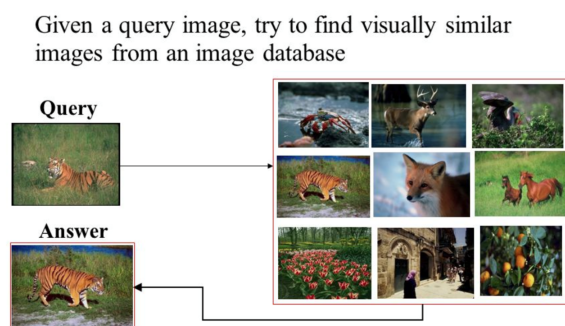 Given a query image, try to find visually similar
images from an image database
Query
Answer